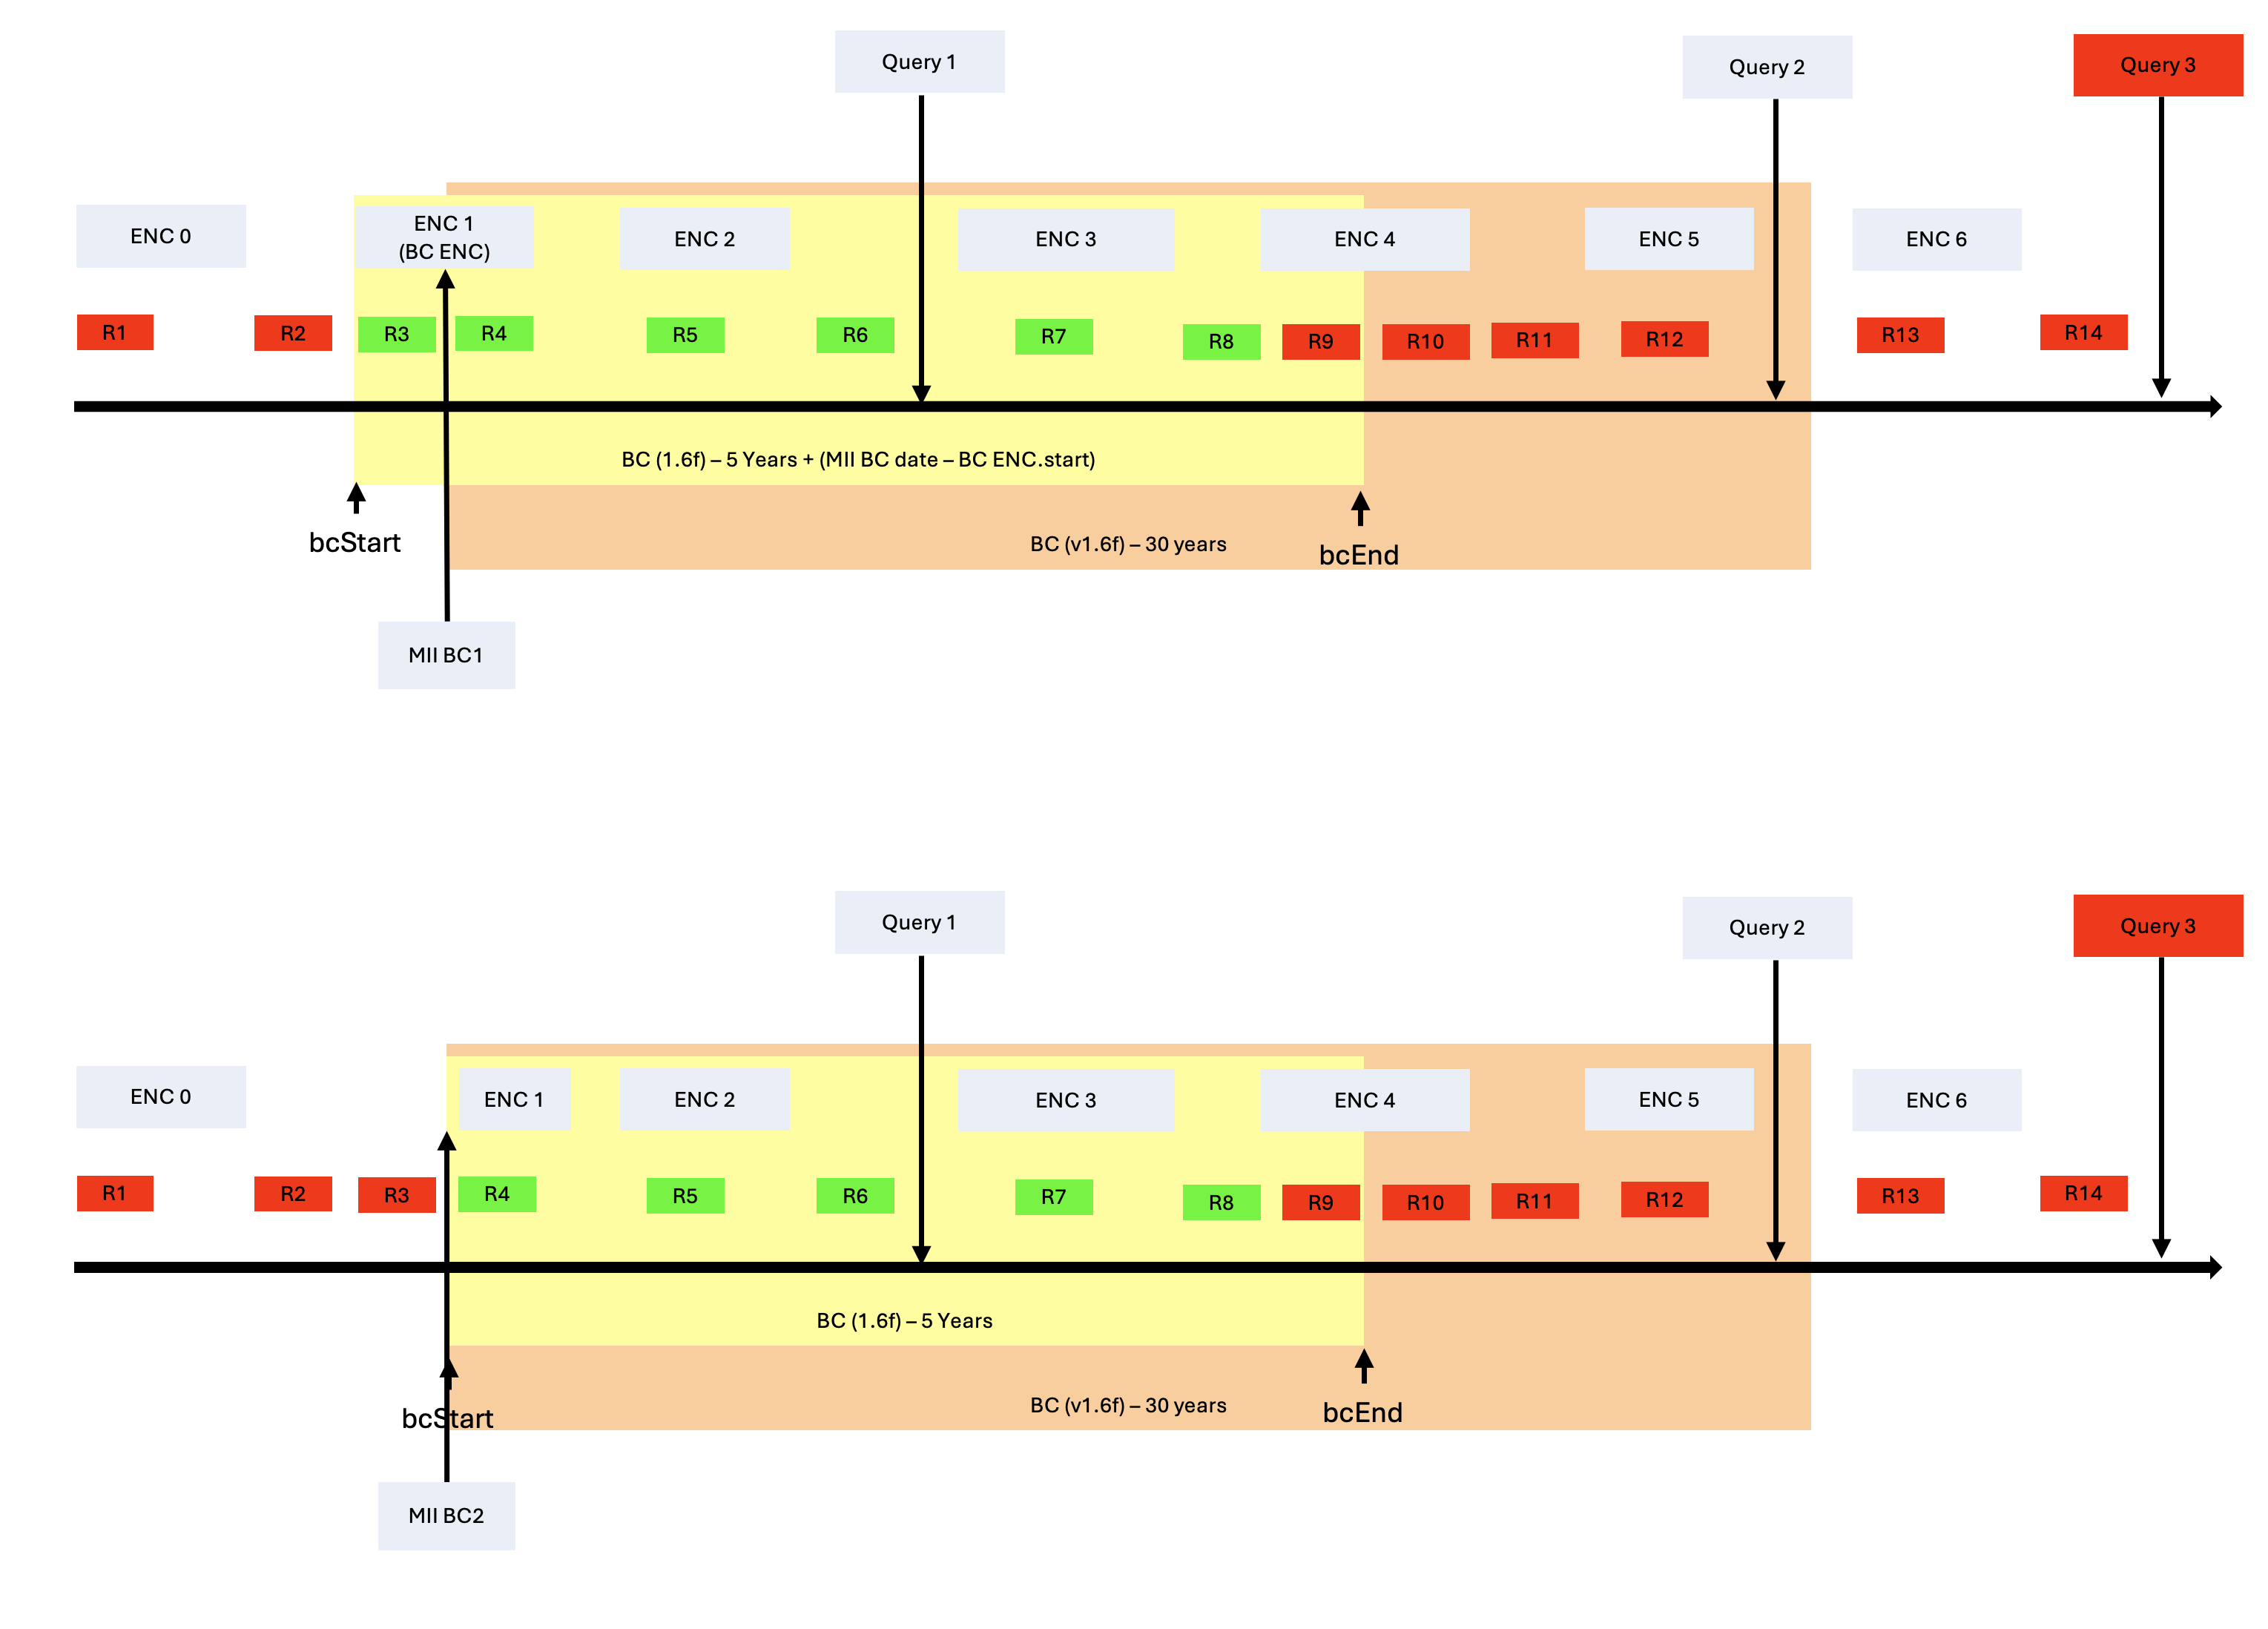 Query 1
Query 2
Query 3
ENC 0
ENC 1
(BC ENC)
ENC 2
ENC 3
ENC 4
ENC 5
ENC 6
R1
R2
R3
R4
R5
R6
R7
R8
R9
R10
R11
R12
R13
R14
BC (1.6f) – 5 Years + (MII BC date – BC ENC.start)
bcStart
BC (v1.6f) – 30 years
bcEnd
MII BC1
Query 1
Query 2
Query 3
ENC 0
ENC 1
ENC 2
ENC 3
ENC 4
ENC 5
ENC 6
R1
R2
R3
R4
R5
R6
R7
R8
R9
R10
R11
R12
R13
R14
BC (1.6f) – 5 Years
bcStart
BC (v1.6f) – 30 years
bcEnd
MII BC2